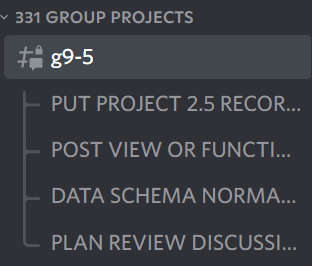 331 GROUP PROJECTS
g9-5
PUT PROJECT 2.5 RECOR...
POST VIEW OR FUNCTI...
DATA SCHEMA NORMA...
PLAN REVIEW DISCUSSI...